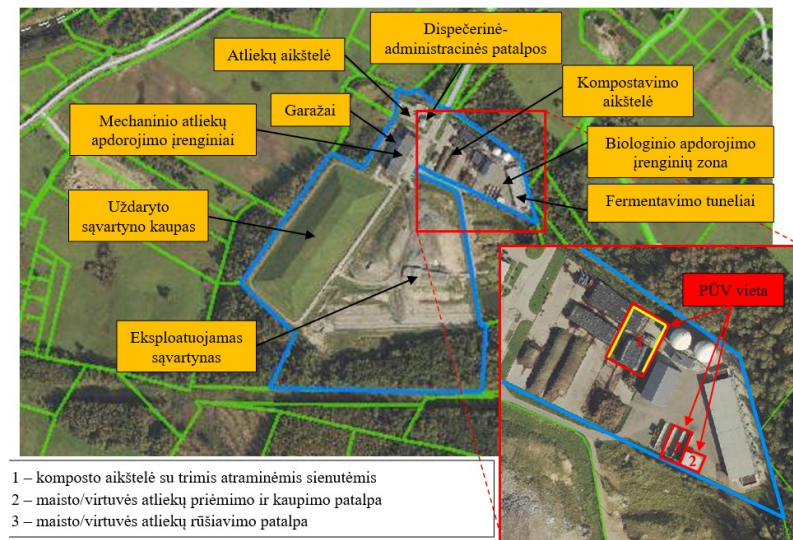 Dispečerinė-
administracinės patalpos
Atliekų aikštelė
Kompostavimo
aikštelė
Garažai
Mechaninio atliekų
apdorojimo įrenginiai
Biologinio apdorojimo
įrenginių zona
Uždaryto
sąvartyno kaupas
Fermentavimo tuneliai
PŪV vieta
Eksploatuojamas
sąvartynas
3
2
1 – komposto aikštelė su trimis atraminėmis sienutėmis
2 – maisto/virtuvės atliekų priėmimo ir kaupimo patalpa
3 – maisto/virtuvės atliekų rūšiavimo patalpa